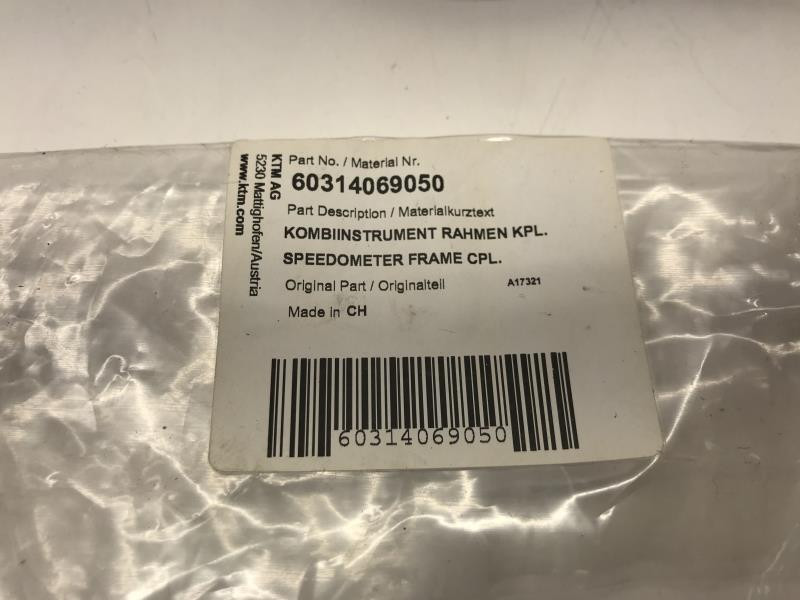 KTM AG
5230 Mattighofen/Austria
www.ktm.com
Part No. / Material Nr.
60314069050
Part Description / Materialkurztext
KOMBIINSTRUMENT RAHMEN KPL.
SPEEDOMETER FRAME CPL.
Original Part / Originalteil A17321
Made in CH
60314069050